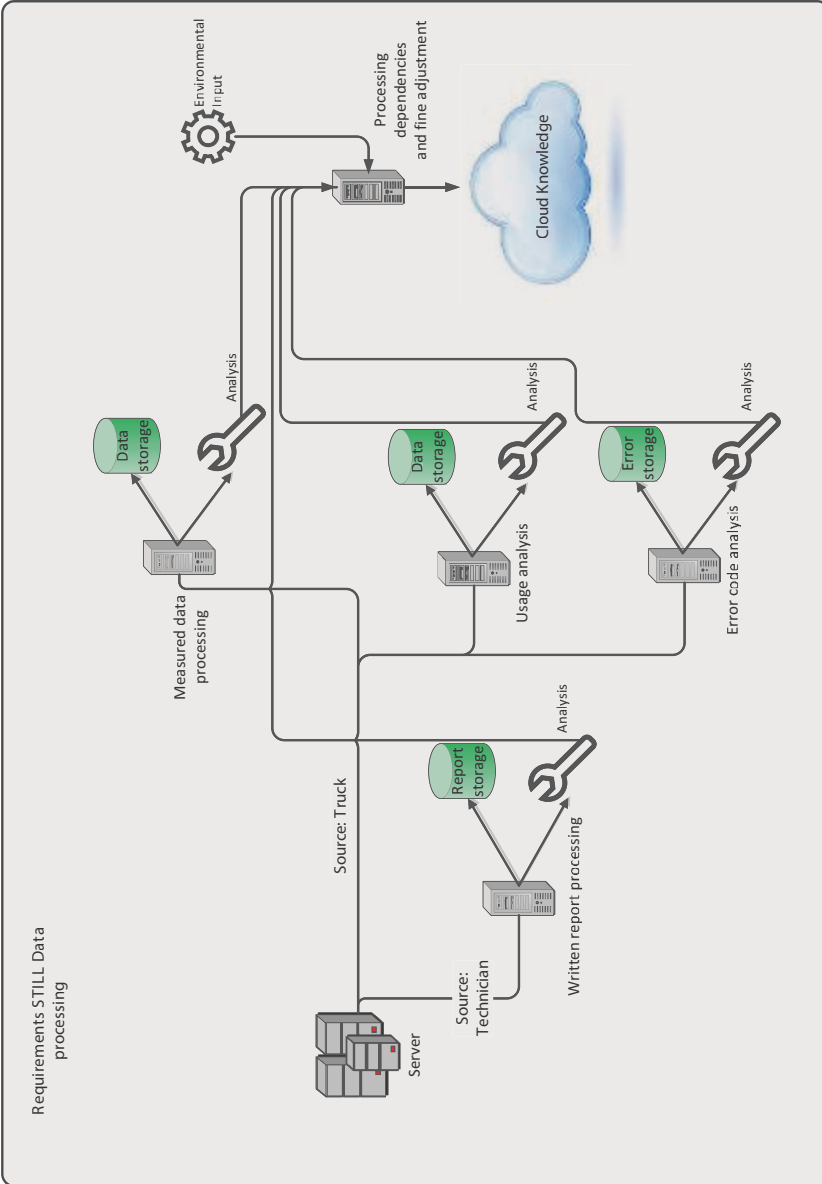 Requirements STILL Data
processing
Server
Source:
Technician
Source: Truck
Written report processing
Report
storage
Analysis
Measured data
processing
Data
storage
Analysis
Usage analysis
Data
storage
Analysis
Error code analysis
Error
storage
Analysis
Environmental
Input
Processing
dependencies
and fine adjustment
Cloud Knowledge